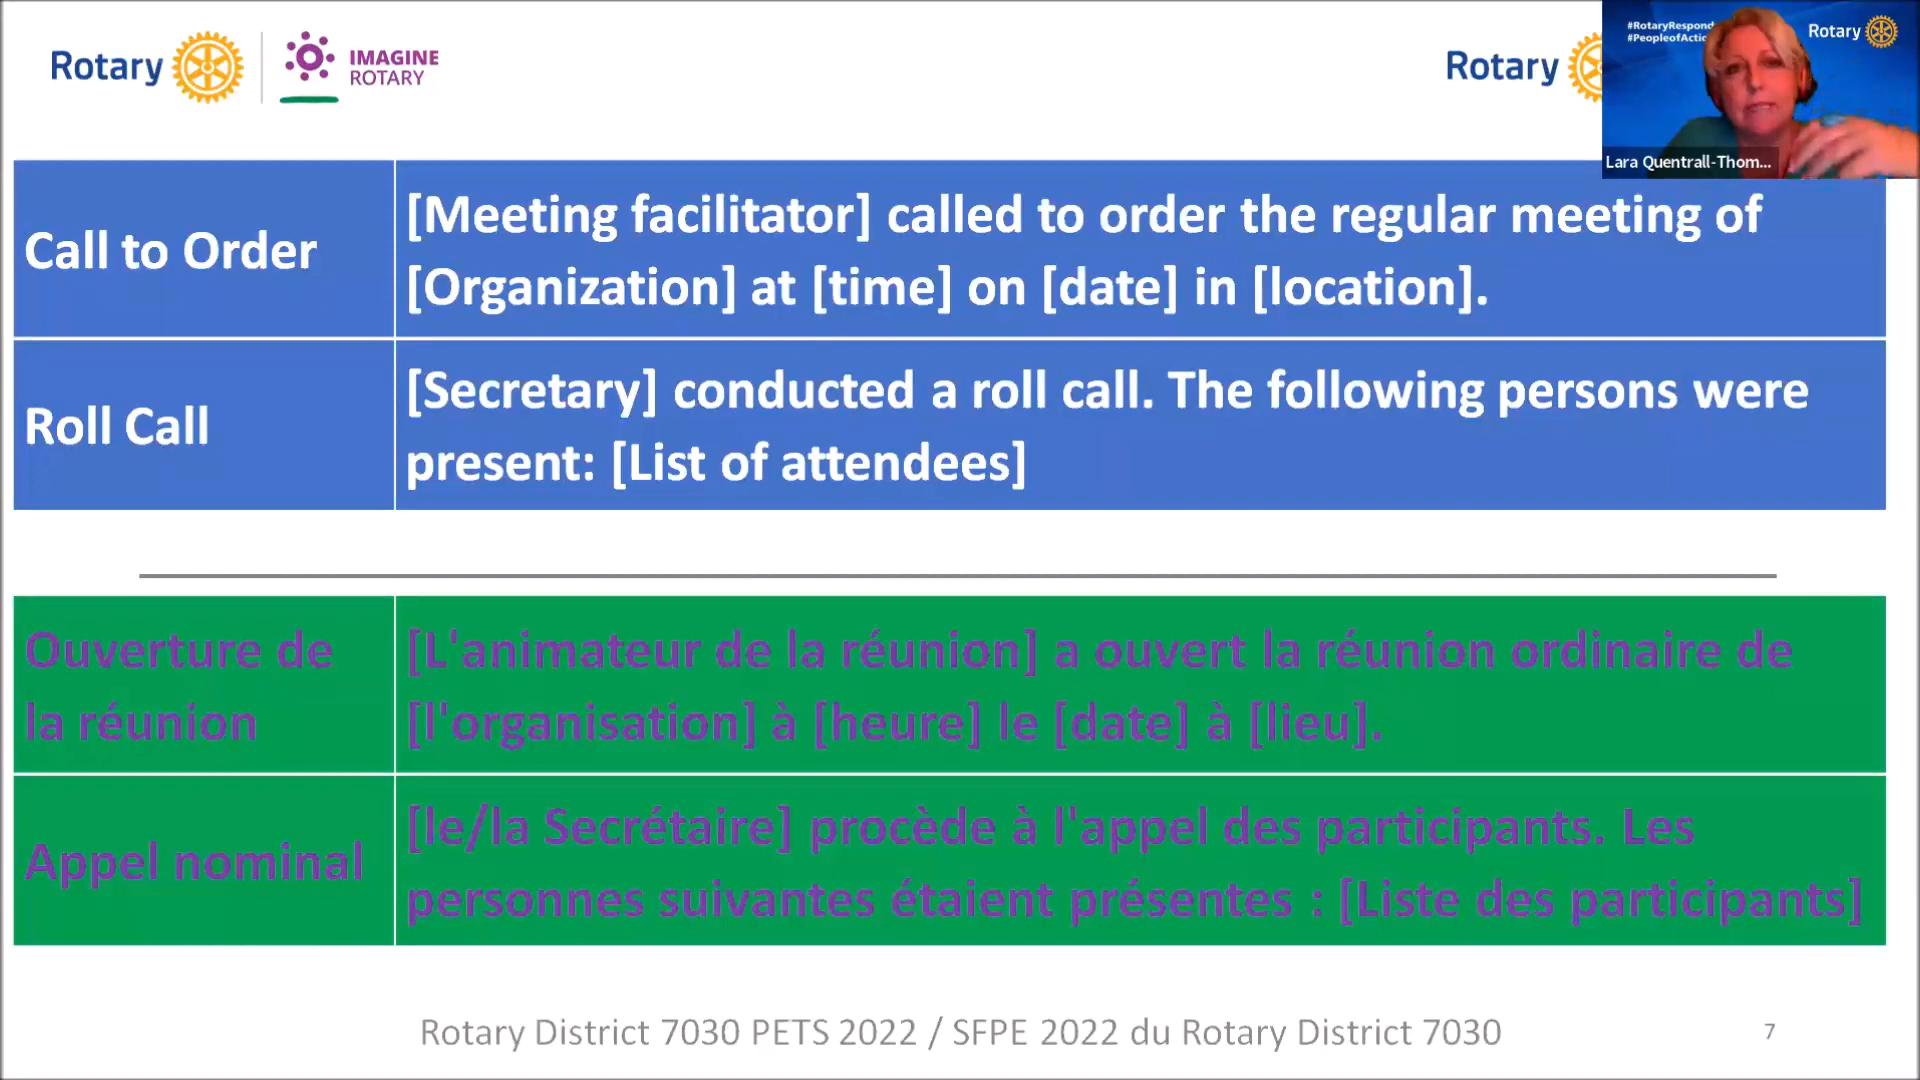 Rotary
IMAGINE
ROTARY
Rotary
#RotaryRespond
#PeopleofActio
Rotary
Lara Quentrall-Thom...
Call to Order
[Meeting facilitator] called to order the regular meeting of
[Organization] at [time] on [date] in [location].
Roll Call
[Secretary] conducted a roll call. The following persons were
present: [List of attendees]
Ouverture de
la réunion
[L'animateur de la réunion] a ouvert la réunion ordinaire de
[l'organisation] à [heure] le [date] à [lieu].
Appel nominal
[le/la Secrétaire] procède à l'appel des participants. Les
personnes suivantes étaient présentes : [Liste des participants]
Rotary District 7030 PETS 2022 / SFPE 2022 du Rotary District 7030
7